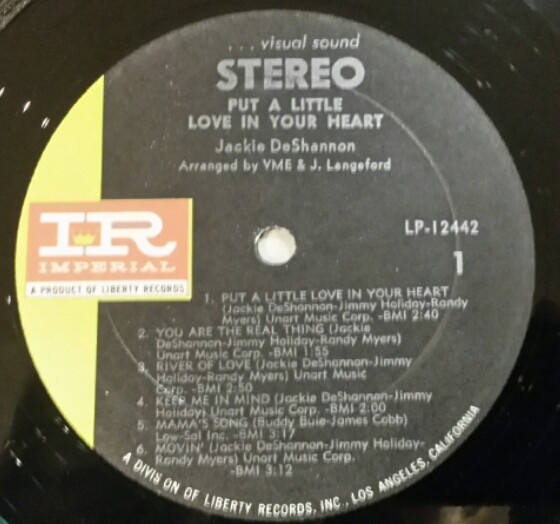 . . . visual sound
STEREO
PUT A LITTLE
LOVE IN YOUR HEART
Jackie DeShannon
Arranged by VME & J. Langeford
LP-12442
1
IR
IMPERIAL
A PRODUCT OF LIBERTY RECORDS
1. PUT A LITTLE LOVE IN YOUR HEART
(Jackie DeShannon-Jimmy Holiday-Randy
Myers) Unart Music Corp. -BMI 2:40
2. YOU ARE THE REAL THING (Jackie
DeShannon-Jimmy Holiday-Randy Myers)
Unart Music Corp. -BMI 1:55
3. RIVER OF LOVE (Jackie DeShannon-Jimmy
Holiday-Randy Myers) Unart Music
Corp. -BMI 2:50
4. KEEP ME IN MIND (Jackie DeShannon-Jimmy
Holiday) Unart Music Corp. -BMI 2:00
5. MAMA'S SONG (Buddy Buie-James Cobb)
Low-Sal Inc. -BMI 3:17
6. MOVIN' (Jackie DeShannon-Jimmy Holiday-
Randy Myers) Unart Music Corp.
-BMI 3:12
A DIVISION OF LIBERTY RECORDS, INC., LOS ANGELES, CALIFORNIA